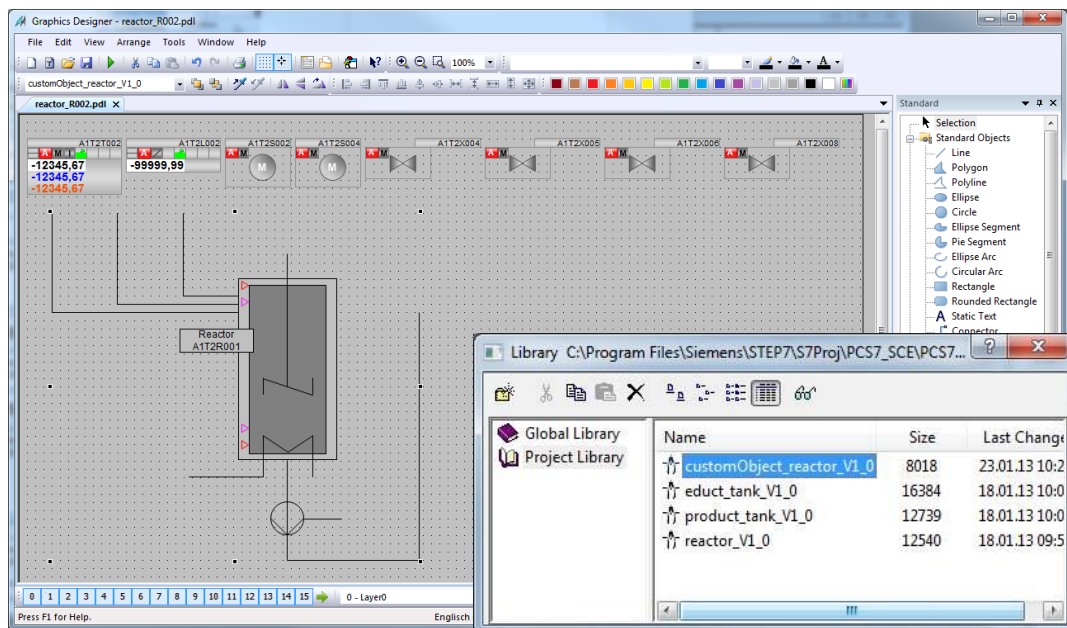 Graphics Designer - reactor_R002.pdl
File Edit View Arrange Tools Window Help
100%
customObject_reactor_V1_0
reactor_R002.pdl
Standard
A1T2T002 A1T2L002 A1T2S002 A1T2S004 A1T2X004 A1T2X005 A1T2X006 A1T2X008
-12345,67
-12345,67
-12345,67
-99999,99
M M
Selection
Standard Objects
Line
Polygon
Polyline
Ellipse
Circle
Ellipse Segment
Pie Segment
Ellipse Arc
Circular Arc
Rectangle
Rounded Rectangle
Static Text
Connector
Reactor
A1T2R001
Library C:\Program Files\Siemens\STEP7\S7Proj\PCS7_SCE\PCS7...
Global Library
Project Library
Name Size Last Change
customObject_reactor_V1_0 8018 23.01.13 10:2
educt_tank_V1_0 16384 18.01.13 10:0
product_tank_V1_0 12739 18.01.13 10:0
reactor_V1_0 12540 18.01.13 09:5
0 1 2 3 4 5 6 7 8 9 10 11 12 13 14 15 0 - Layer0
Press F1 for Help. Englisch